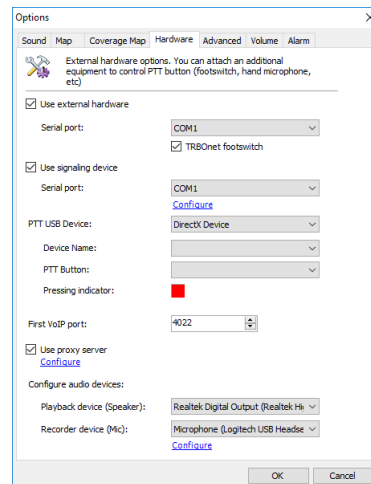 Options
Sound Map Coverage Map Hardware Advanced Volume Alarm
External hardware options. You can attach an additional
equipment to control PTT button (footswitch, hand microphone,
etc)
Use external hardware
Serial port: COM1
TRBOnet footswitch
Use signaling device
Serial port: COM1
Configure
PTT USB Device: DirectX Device
Device Name:
PTT Button:
Pressing indicator:
First VoIP port: 4022
Use proxy server
Configure
Configure audio devices:
Playback device (Speaker): Realtek Digital Output (Realtek Hi
Recorder device (Mic): Microphone (Logitech USB Headse
Configure
OK Cancel